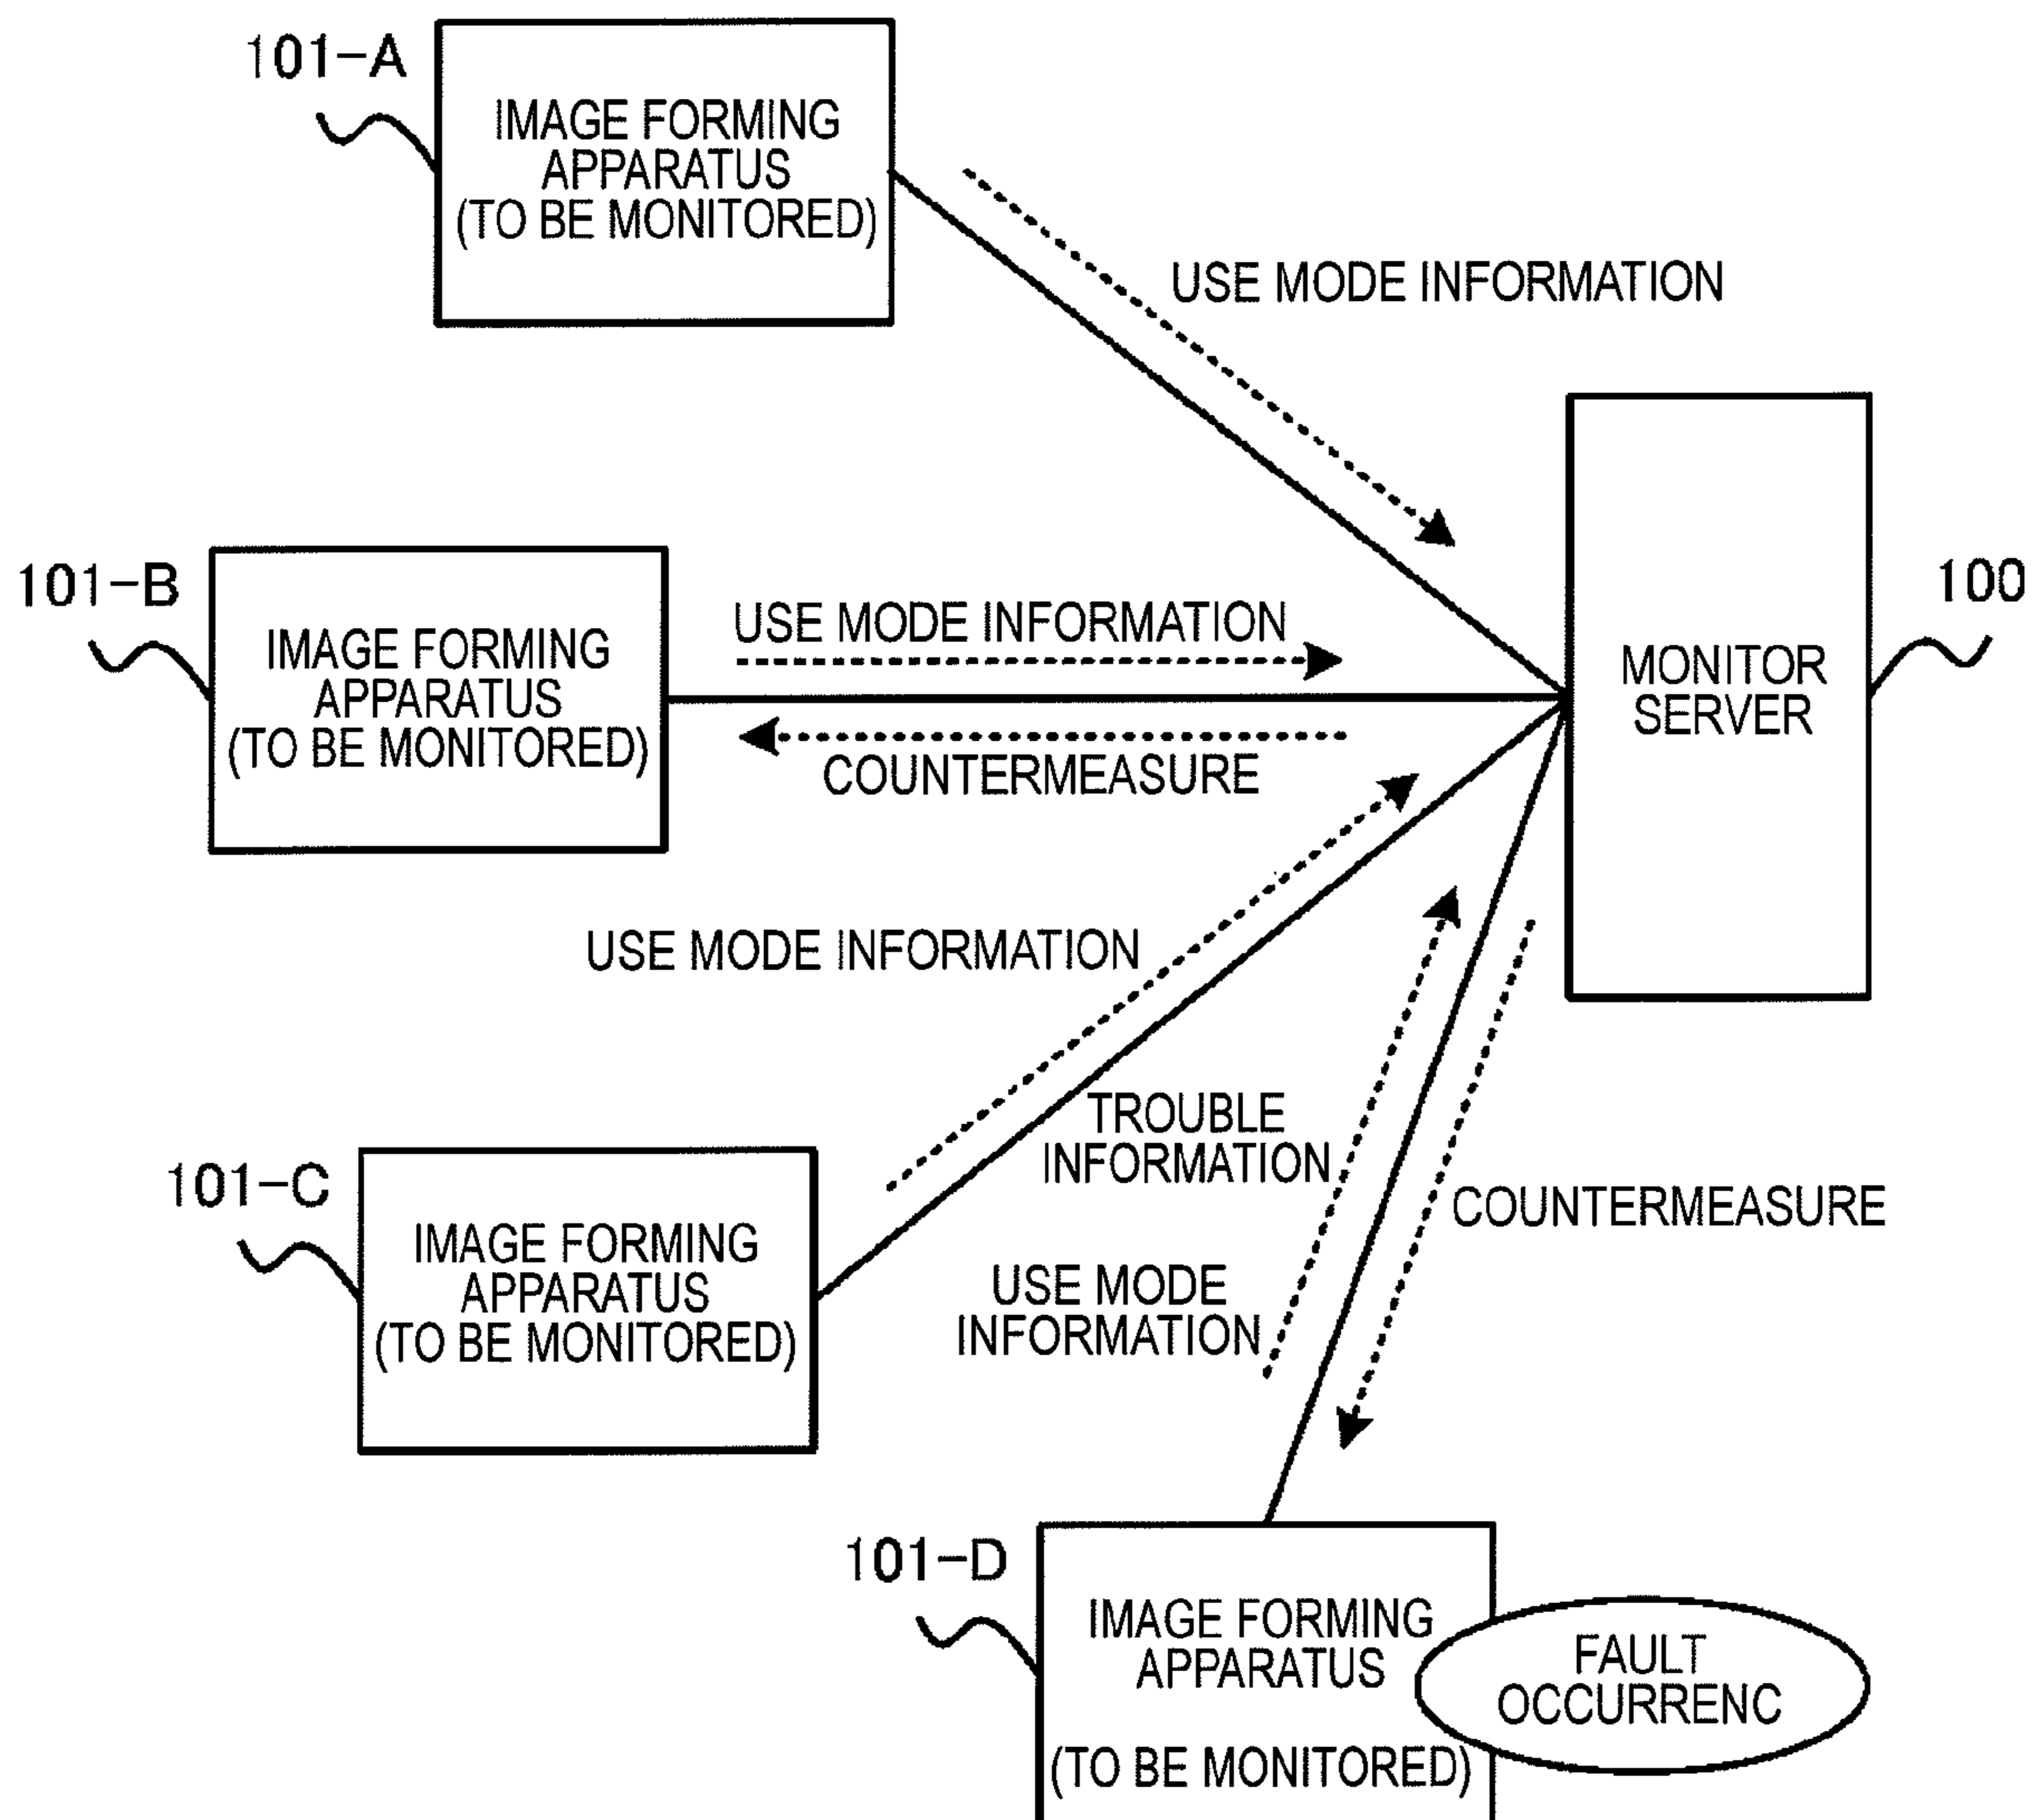 101-A
IMAGE FORMING
APPARATUS
(TO BE MONITORED)
USE MODE INFORMATION
101-B
IMAGE FORMING
APPARATUS
(TO BE MONITORED)
USE MODE INFORMATION
COUNTERMEASURE
100
MONITOR
SERVER
USE MODE INFORMATION
101-C
IMAGE FORMING
APPARATUS
(TO BE MONITORED)
TROUBLE
INFORMATION
USE MODE
INFORMATION
COUNTERMEASURE
101-D
IMAGE FORMING
APPARATUS
(TO BE MONITORED)
FAULT
OCCURRENC